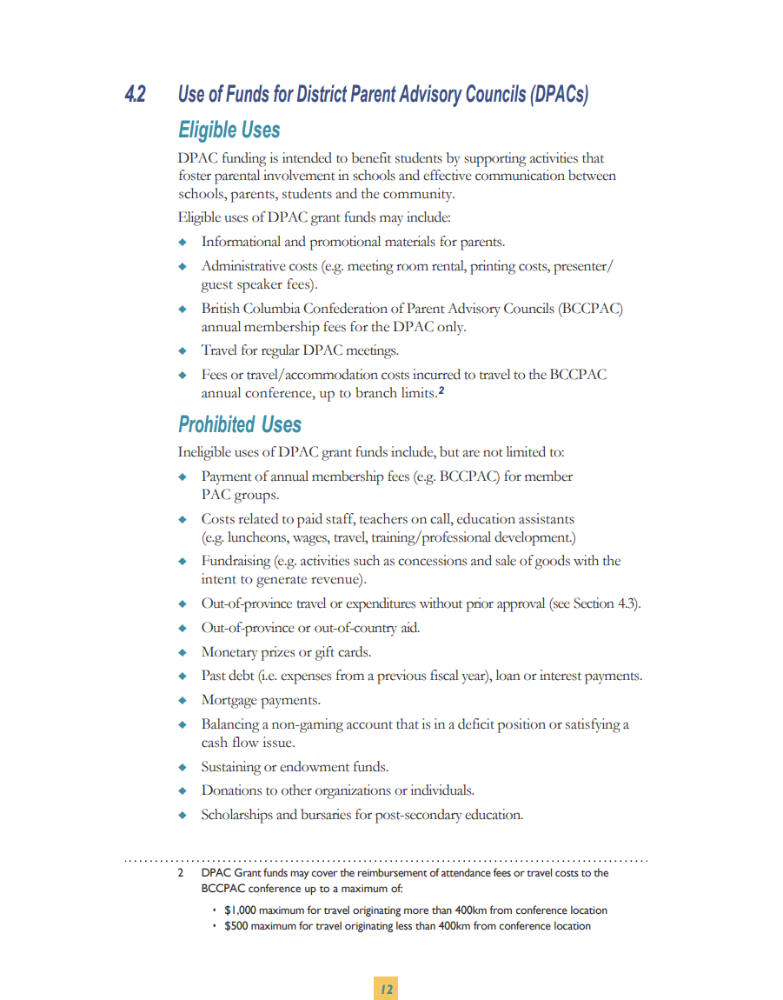 4.2 Use of Funds for District Parent Advisory Councils (DPACs)
Eligible Uses
DPAC funding is intended to benefit students by supporting activities that
foster parental involvement in schools and effective communication between
schools, parents, students and the community.
Eligible uses of DPAC grant funds may include:
◆ Informational and promotional materials for parents.
◆ Administrative costs (e.g. meeting room rental, printing costs, presenter/
guest speaker fees).
◆ British Columbia Confederation of Parent Advisory Councils (BCCPAC)
annual membership fees for the DPAC only.
◆ Travel for regular DPAC meetings.
◆ Fees or travel/accommodation costs incurred to travel to the BCCPAC
annual conference, up to branch limits.2
Prohibited Uses
Ineligible uses of DPAC grant funds include, but are not limited to:
◆ Payment of annual membership fees (e.g. BCCPAC) for member
PAC groups.
◆ Costs related to paid staff, teachers on call, education assistants
(e.g. luncheons, wages, travel, training/professional development.)
◆ Fundraising (e.g. activities such as concessions and sale of goods with the
intent to generate revenue).
◆ Out-of-province travel or expenditures without prior approval (see Section 4.3).
◆ Out-of-province or out-of-country aid.
◆ Monetary prizes or gift cards.
◆ Past debt (i.e. expenses from a previous fiscal year), loan or interest payments.
◆ Mortgage payments.
◆ Balancing a non-gaming account that is in a deficit position or satisfying a
cash flow issue.
◆ Sustaining or endowment funds.
◆ Donations to other organizations or individuals.
◆ Scholarships and bursaries for post-secondary education.
2 DPAC Grant funds may cover the reimbursement of attendance fees or travel costs to the
BCCPAC conference up to a maximum of:
• $1,000 maximum for travel originating more than 400km from conference location
• $500 maximum for travel originating less than 400km from conference location
12